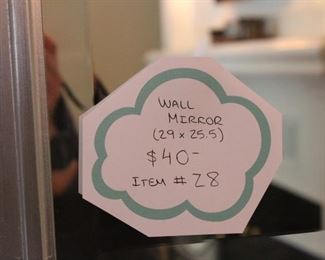 WALL
MIRROR
(29 x 25.5)
$40-
ITEM # 28